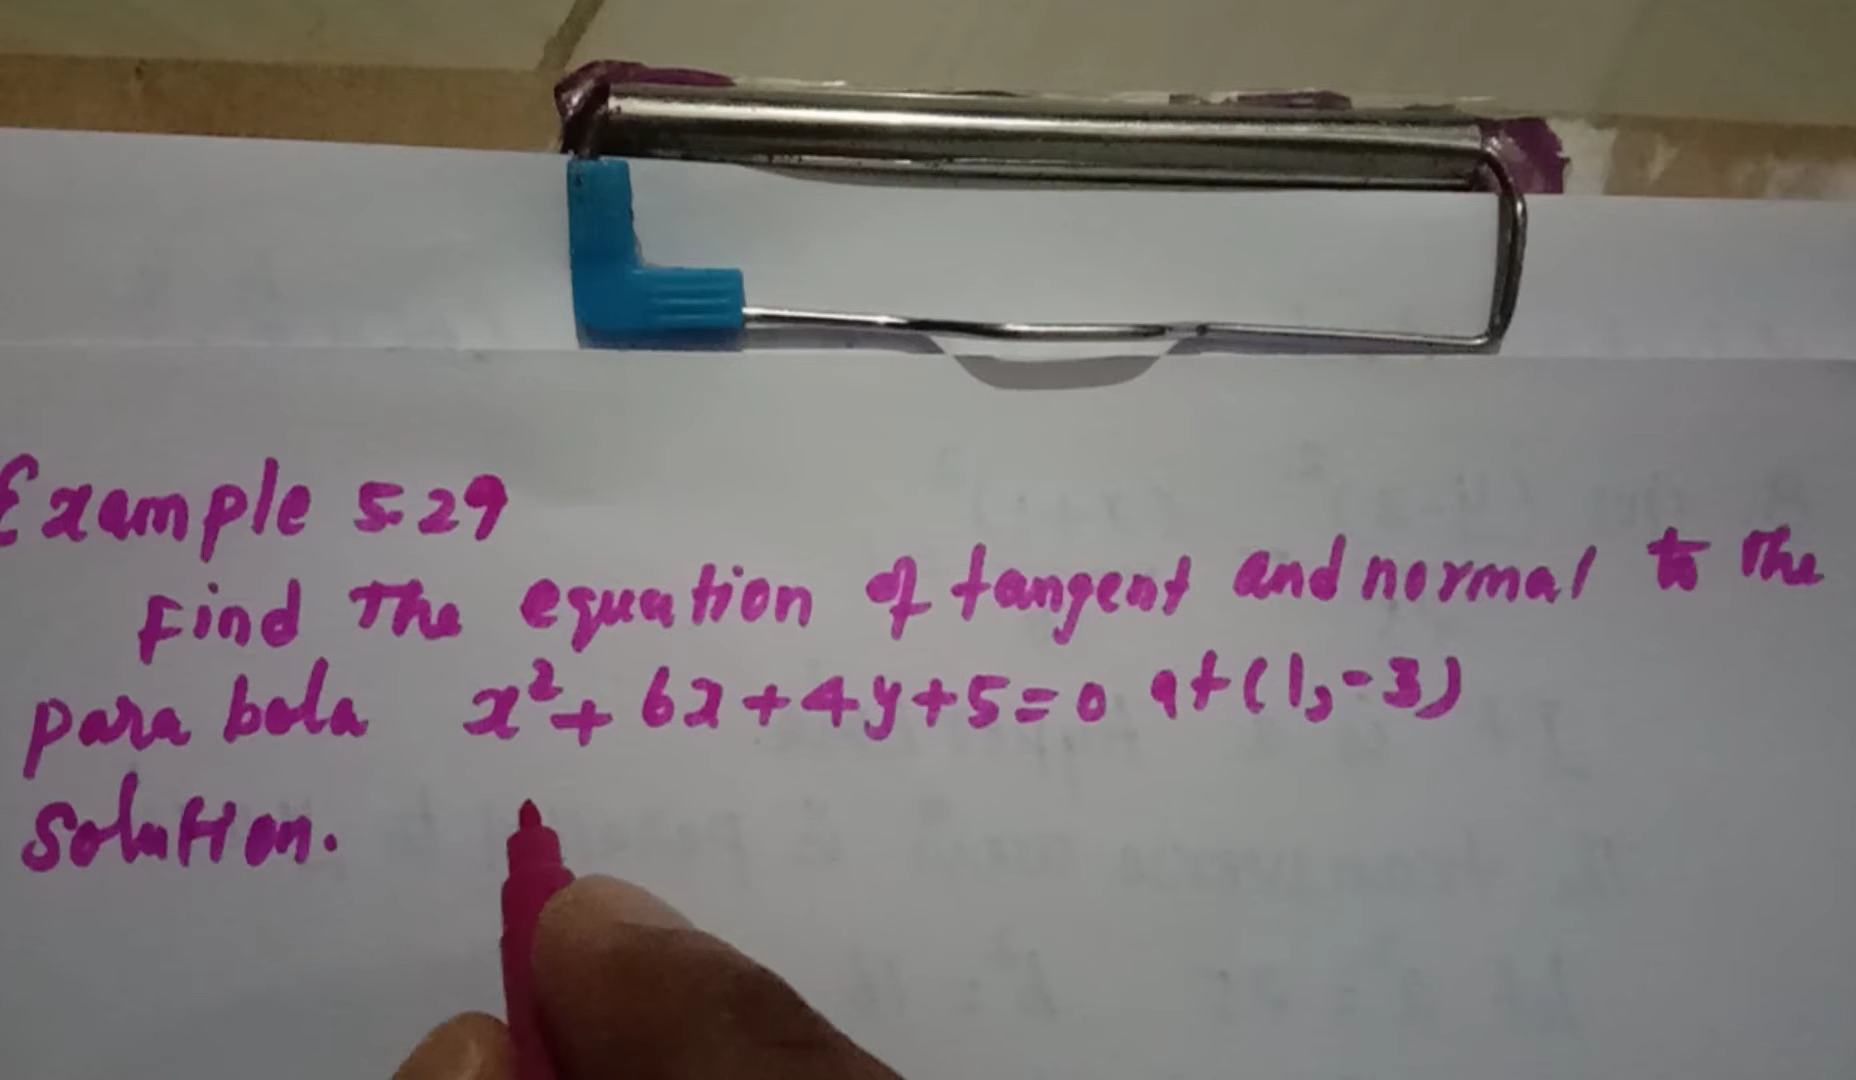 Example 5.29
Find The equation of tangent and normal to The
parabola x²+ 6x+4y+5=0 at(1,-3)
Solution.